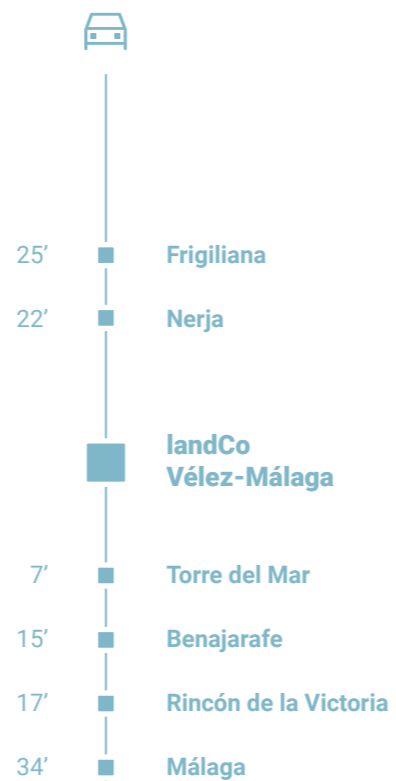 25’ Frigiliana
22’ Nerja
landCo
Vélez-Málaga
7’ Torre del Mar
15’ Benajarafe
17’ Rincón de la Victoria
34’ Málaga